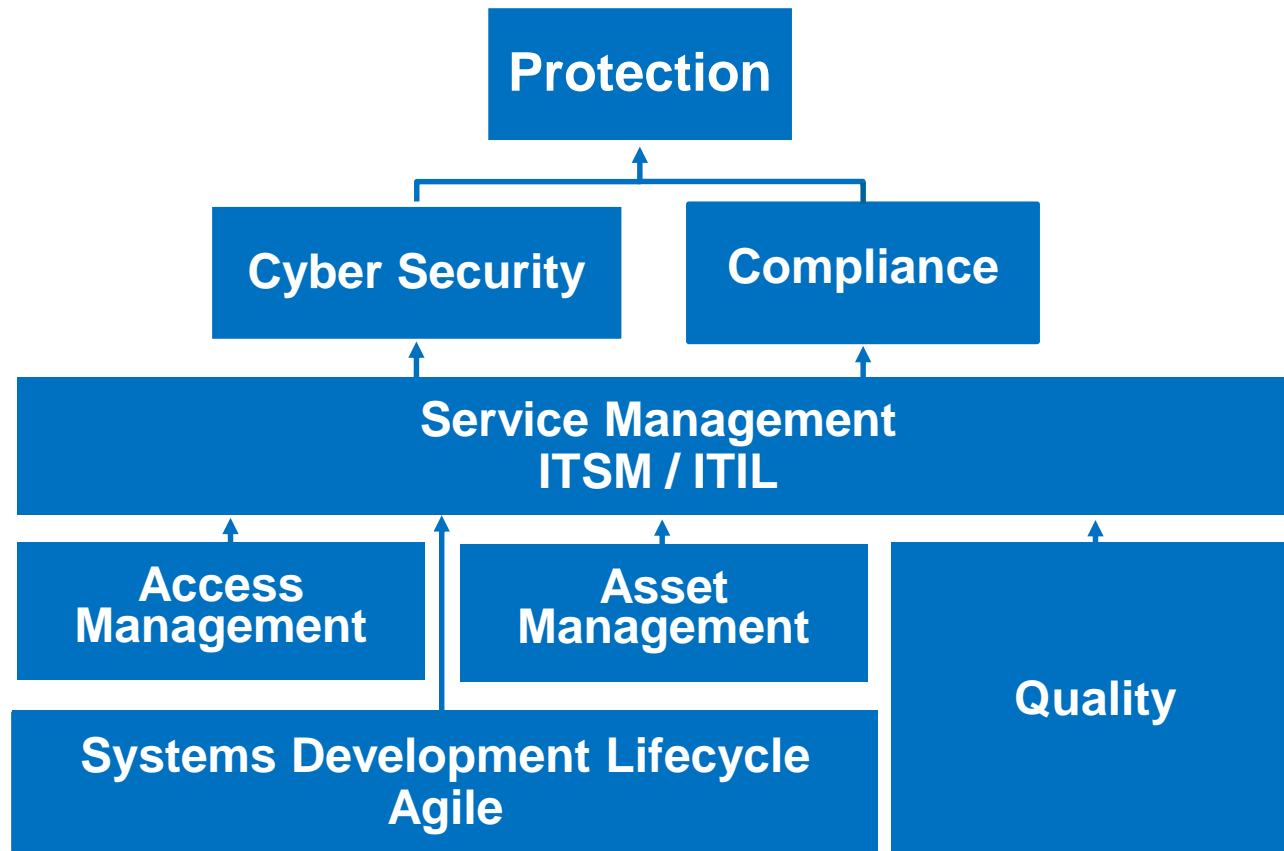 Protection
Cyber Security
Compliance
Service Management
ITSM / ITIL
Access
Management
Asset
Management
Quality
Systems Development Lifecycle
Agile